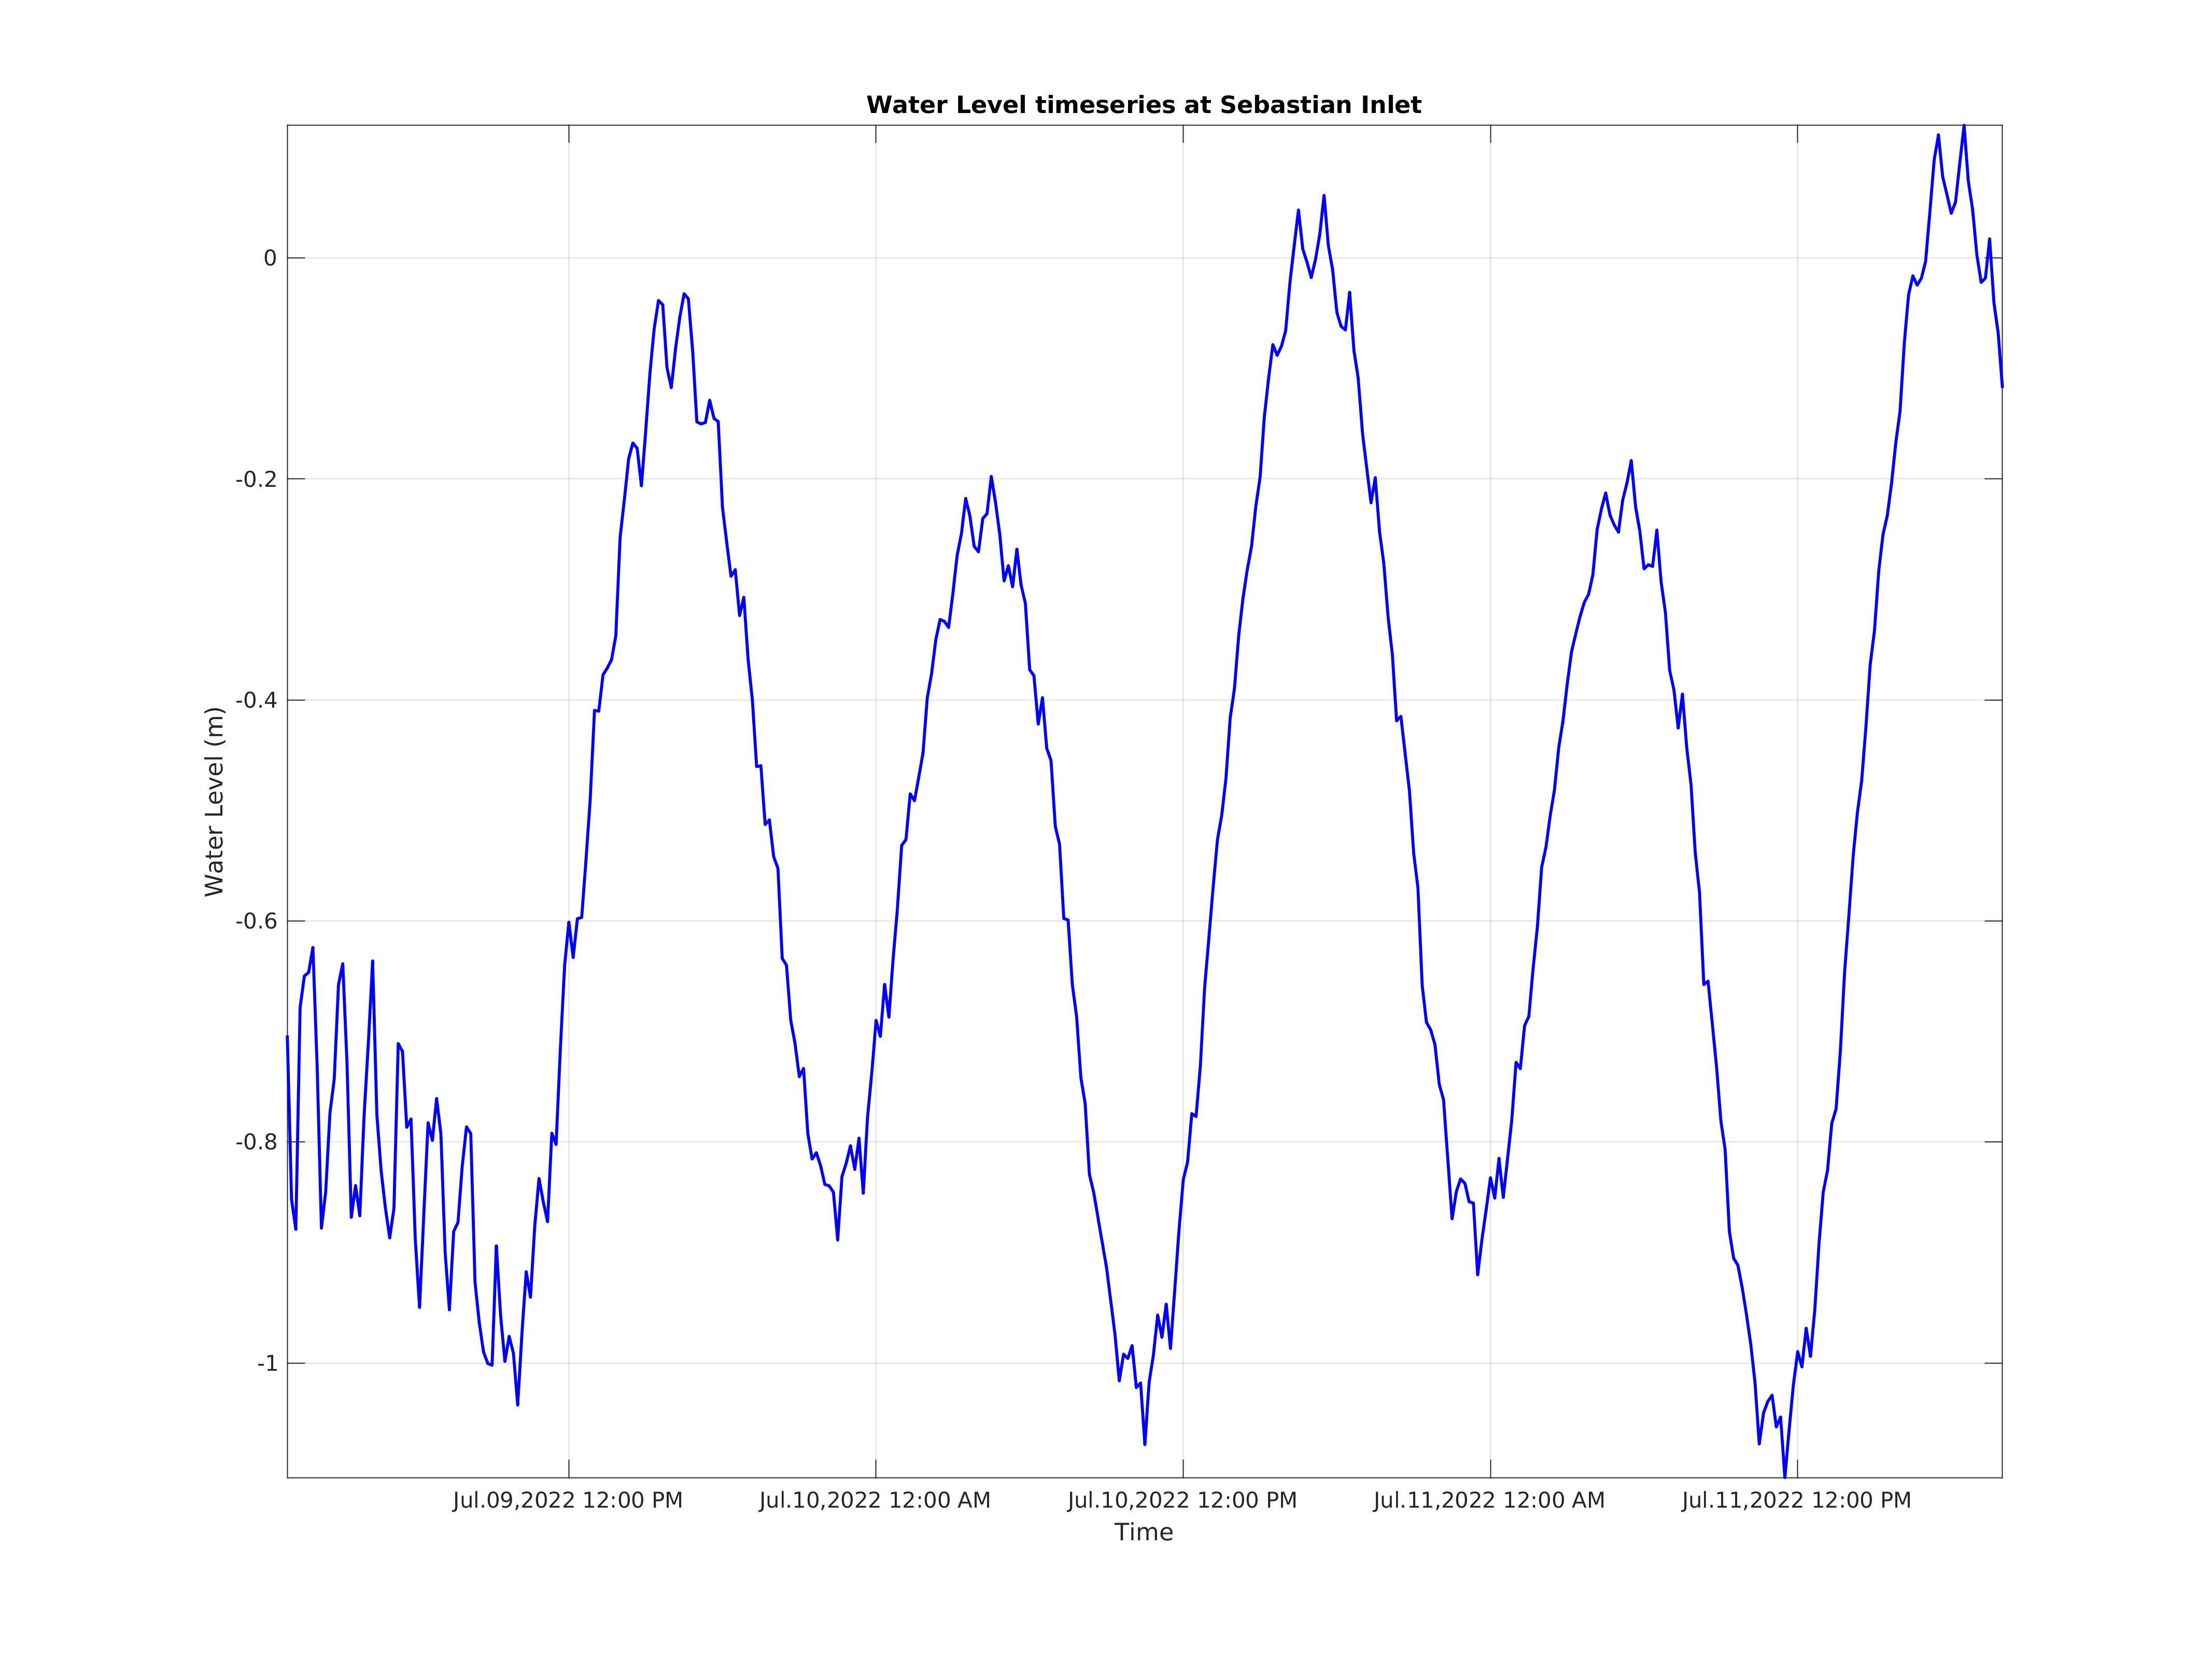 Water Level timeseries at Sebastian Inlet
0
-0.2
-0.4
-0.6
-0.8
-1
Water Level (m)
Jul.09,2022 12:00 PM
Jul.10,2022 12:00 AM
Jul.10,2022 12:00 PM
Jul.11,2022 12:00 AM
Jul.11,2022 12:00 PM
Time